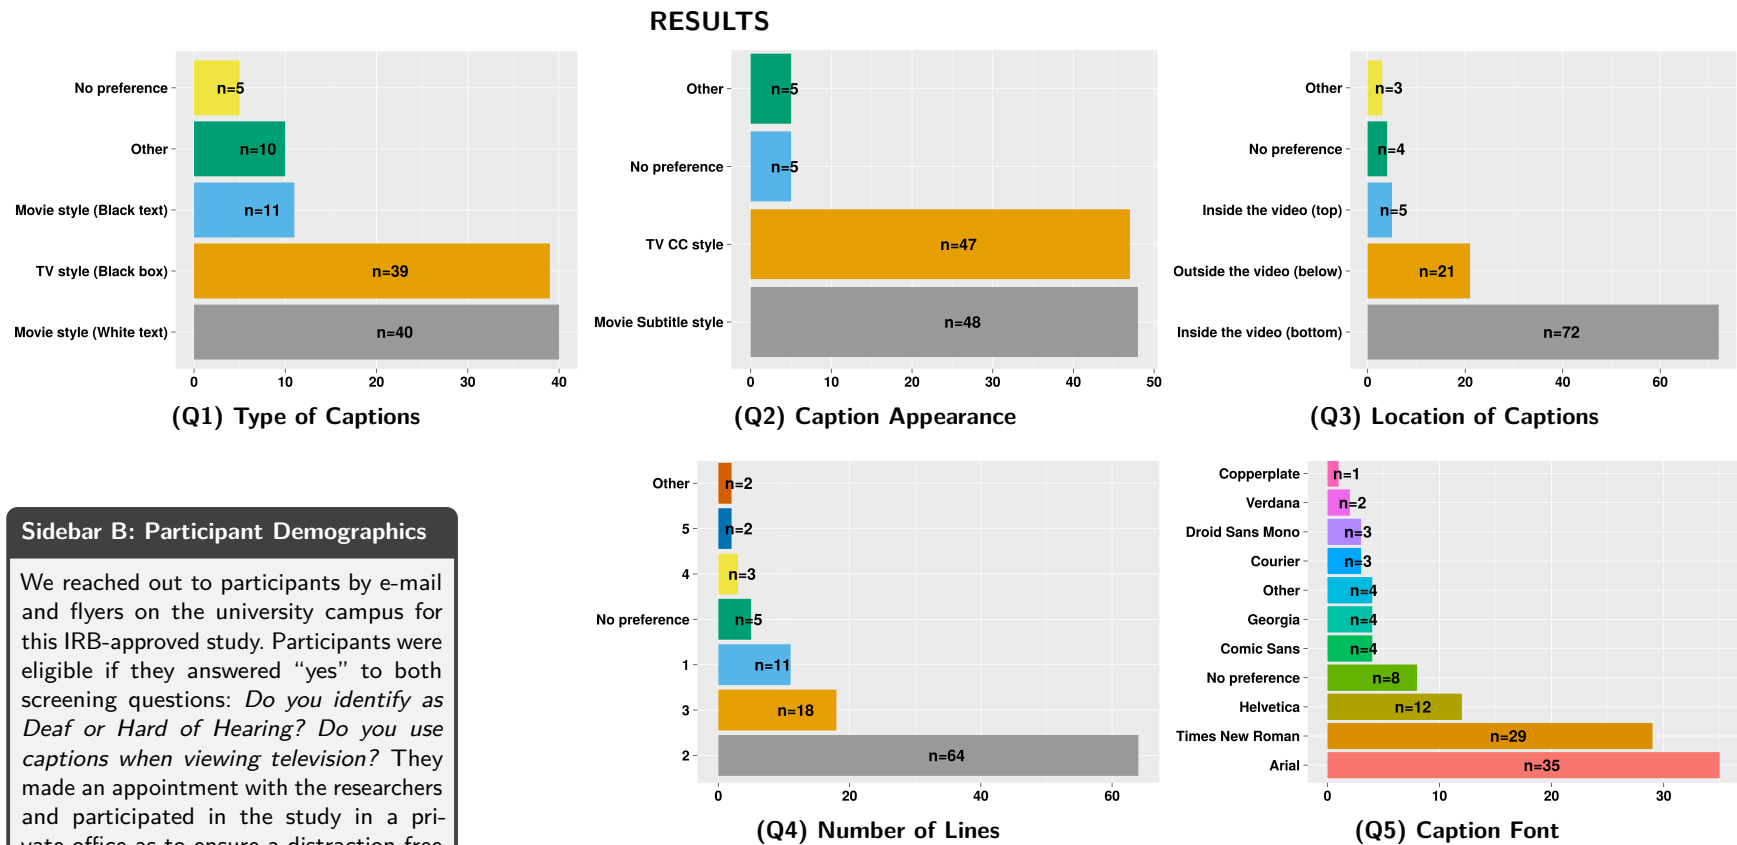 RESULTS
No preference
n=5
Other
n=10
Movie style (Black text)
n=11
TV style (Black box)
n=39
Movie style (White text)
n=40
0 10 20 30 40
(Q1) Type of Captions
Other
n=5
No preference
n=5
TV CC style
n=47
Movie Subtitle style
n=48
0 10 20 30 40 50
(Q2) Caption Appearance
Other
n=3
No preference
n=4
Inside the video (top)
n=5
Outside the video (below)
n=21
Inside the video (bottom)
n=72
0 20 40 60
(Q3) Location of Captions
Sidebar B: Participant Demographics
We reached out to participants by e-mail
and flyers on the university campus for
this IRB-approved study. Participants were
eligible if they answered “yes” to both
screening questions: Do you identify as
Deaf or Hard of Hearing? Do you use
captions when viewing television? They
made an appointment with the researchers
and participated in the study in a pri-
vate office as to ensure a distraction free
Other
n=2
5
n=2
4
n=3
No preference
n=5
1
n=11
3
n=18
2
n=64
0 20 40 60
(Q4) Number of Lines
Copperplate
n=1
Verdana
n=2
Droid Sans Mono
n=3
Courier
n=3
Other
n=4
Georgia
n=4
Comic Sans
n=4
No preference
n=8
Helvetica
n=12
Times New Roman
n=29
Arial
n=35
0 10 20 30
(Q5) Caption Font